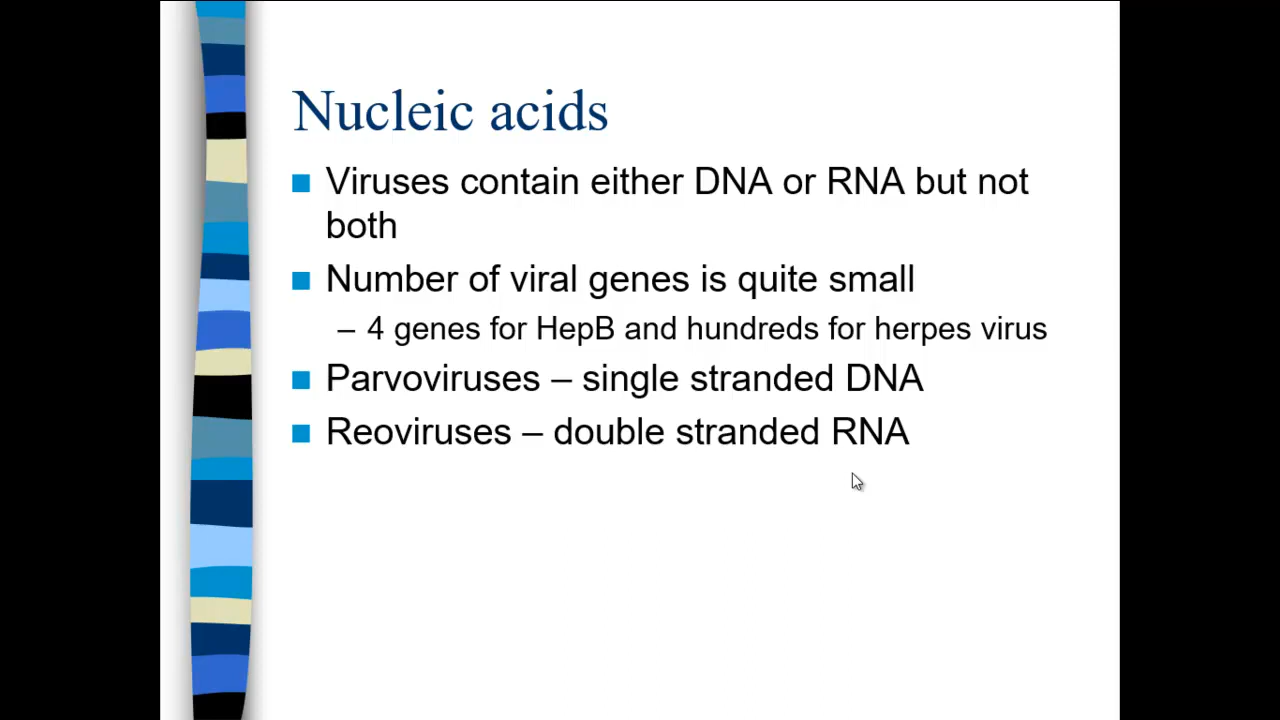 Nucleic acids
Viruses contain either DNA or RNA but not
both
Number of viral genes is quite small
– 4 genes for HepB and hundreds for herpes virus
Parvoviruses – single stranded DNA
Reoviruses – double stranded RNA